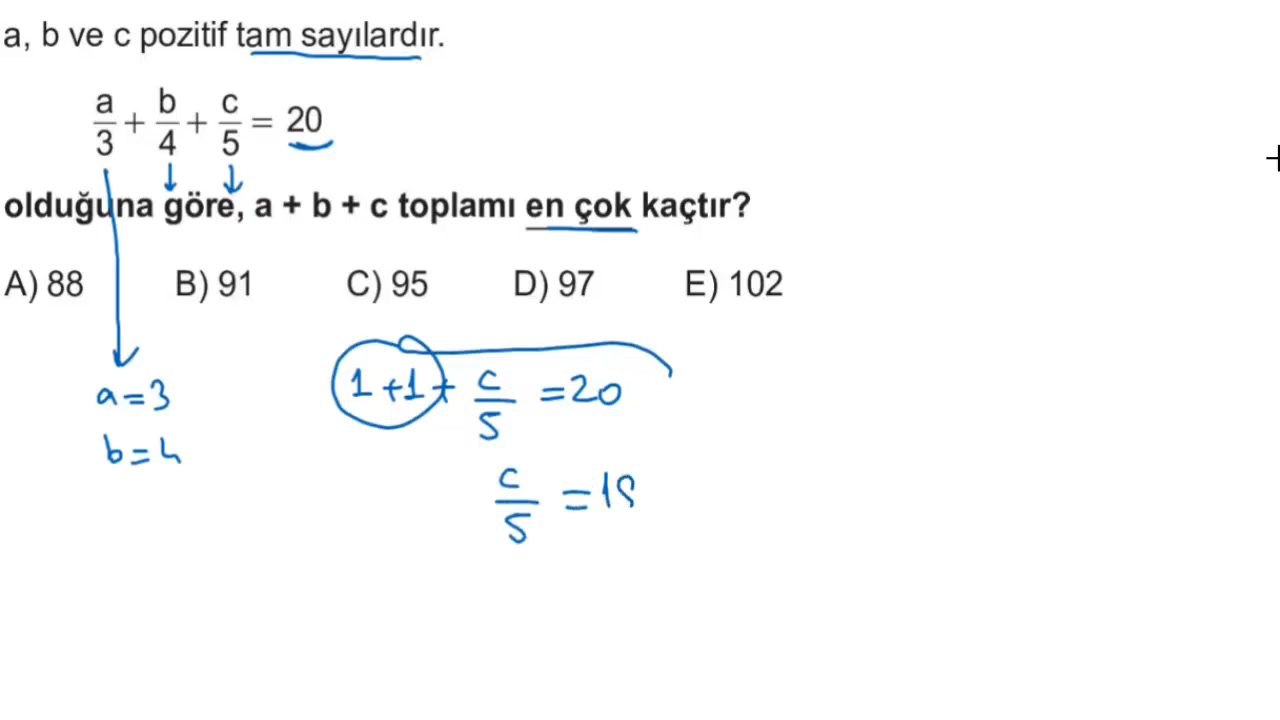 a, b ve c pozitif tam sayılardır.
a/3 + b/4 + c/5 = 20
olduğuna göre, a + b + c toplamı en çok kaçtır?
A) 88 B) 91 C) 95 D) 97 E) 102
1 + 1 + c/5 = 20
a = 3
b = 4
c/5 = 18